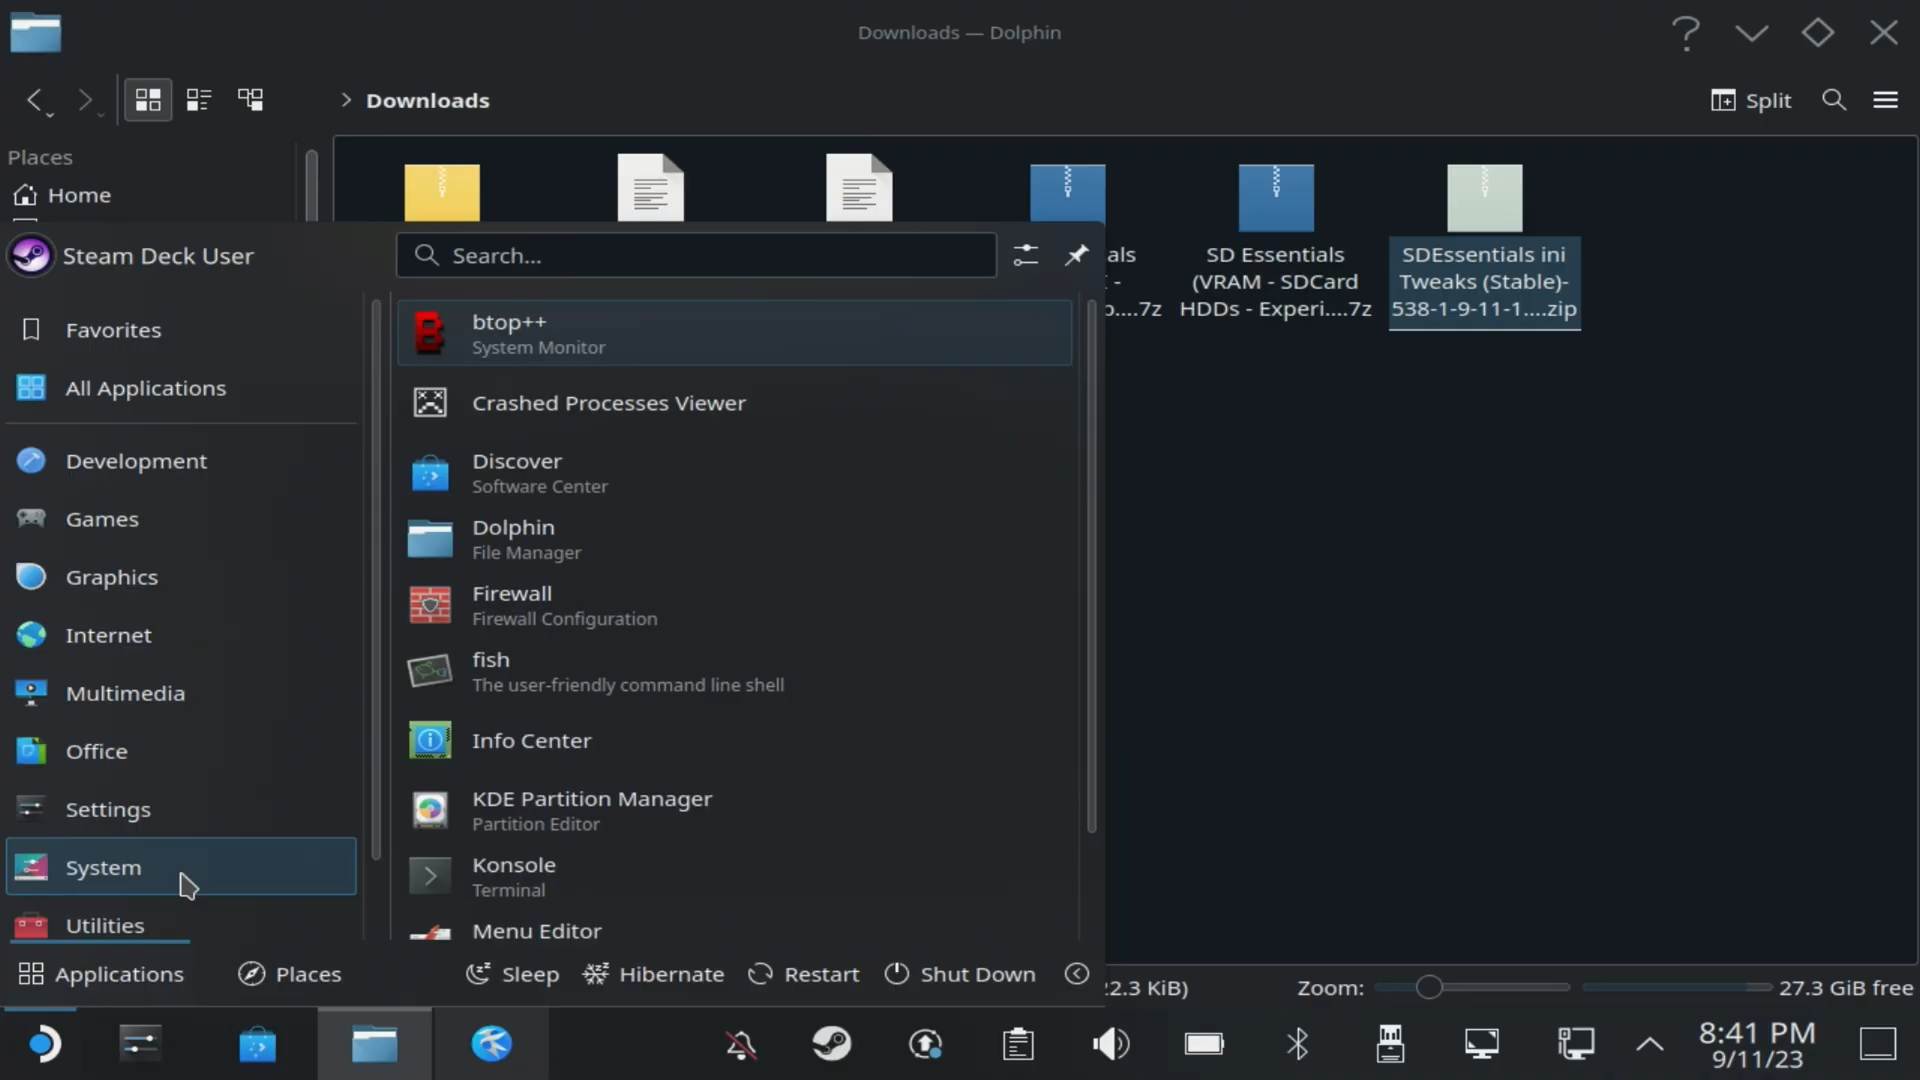 Downloads — Dolphin
Downloads
Split
Places
Home
Steam Deck User
Search...
als
-
SD Essentials
(VRAM - SDCard
HDDs - Experi....7z
SDEssentials ini
Tweaks (Stable)-
538-1-9-11-1....zip
Favorites
All Applications
Development
Games
Graphics
Internet
Multimedia
Office
Settings
System
Utilities
btop++
System Monitor
Crashed Processes Viewer
Discover
Software Center
Dolphin
File Manager
Firewall
Firewall Configuration
fish
The user-friendly command line shell
Info Center
KDE Partition Manager
Partition Editor
Konsole
Terminal
Menu Editor
Applications
Places
Sleep
Hibernate
Restart
Shut Down
2.3 KiB)
Zoom:
27.3 GiB free
8:41 PM
9/11/23